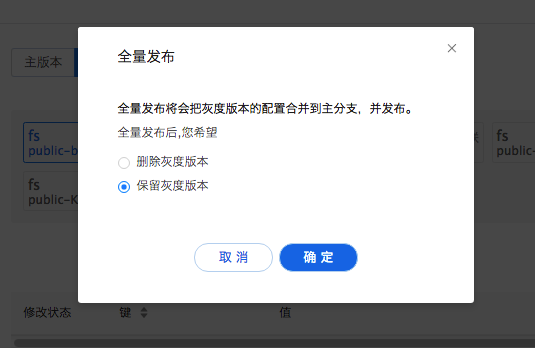 主版本
全量发布
全量发布将会把灰度版本的配置合并到主分支，并发布。
全量发布后,您希望
删除灰度版本
保留灰度版本
取 消
确 定
fs
public-b
fs
public-
fs
public-K
修改状态
键
值